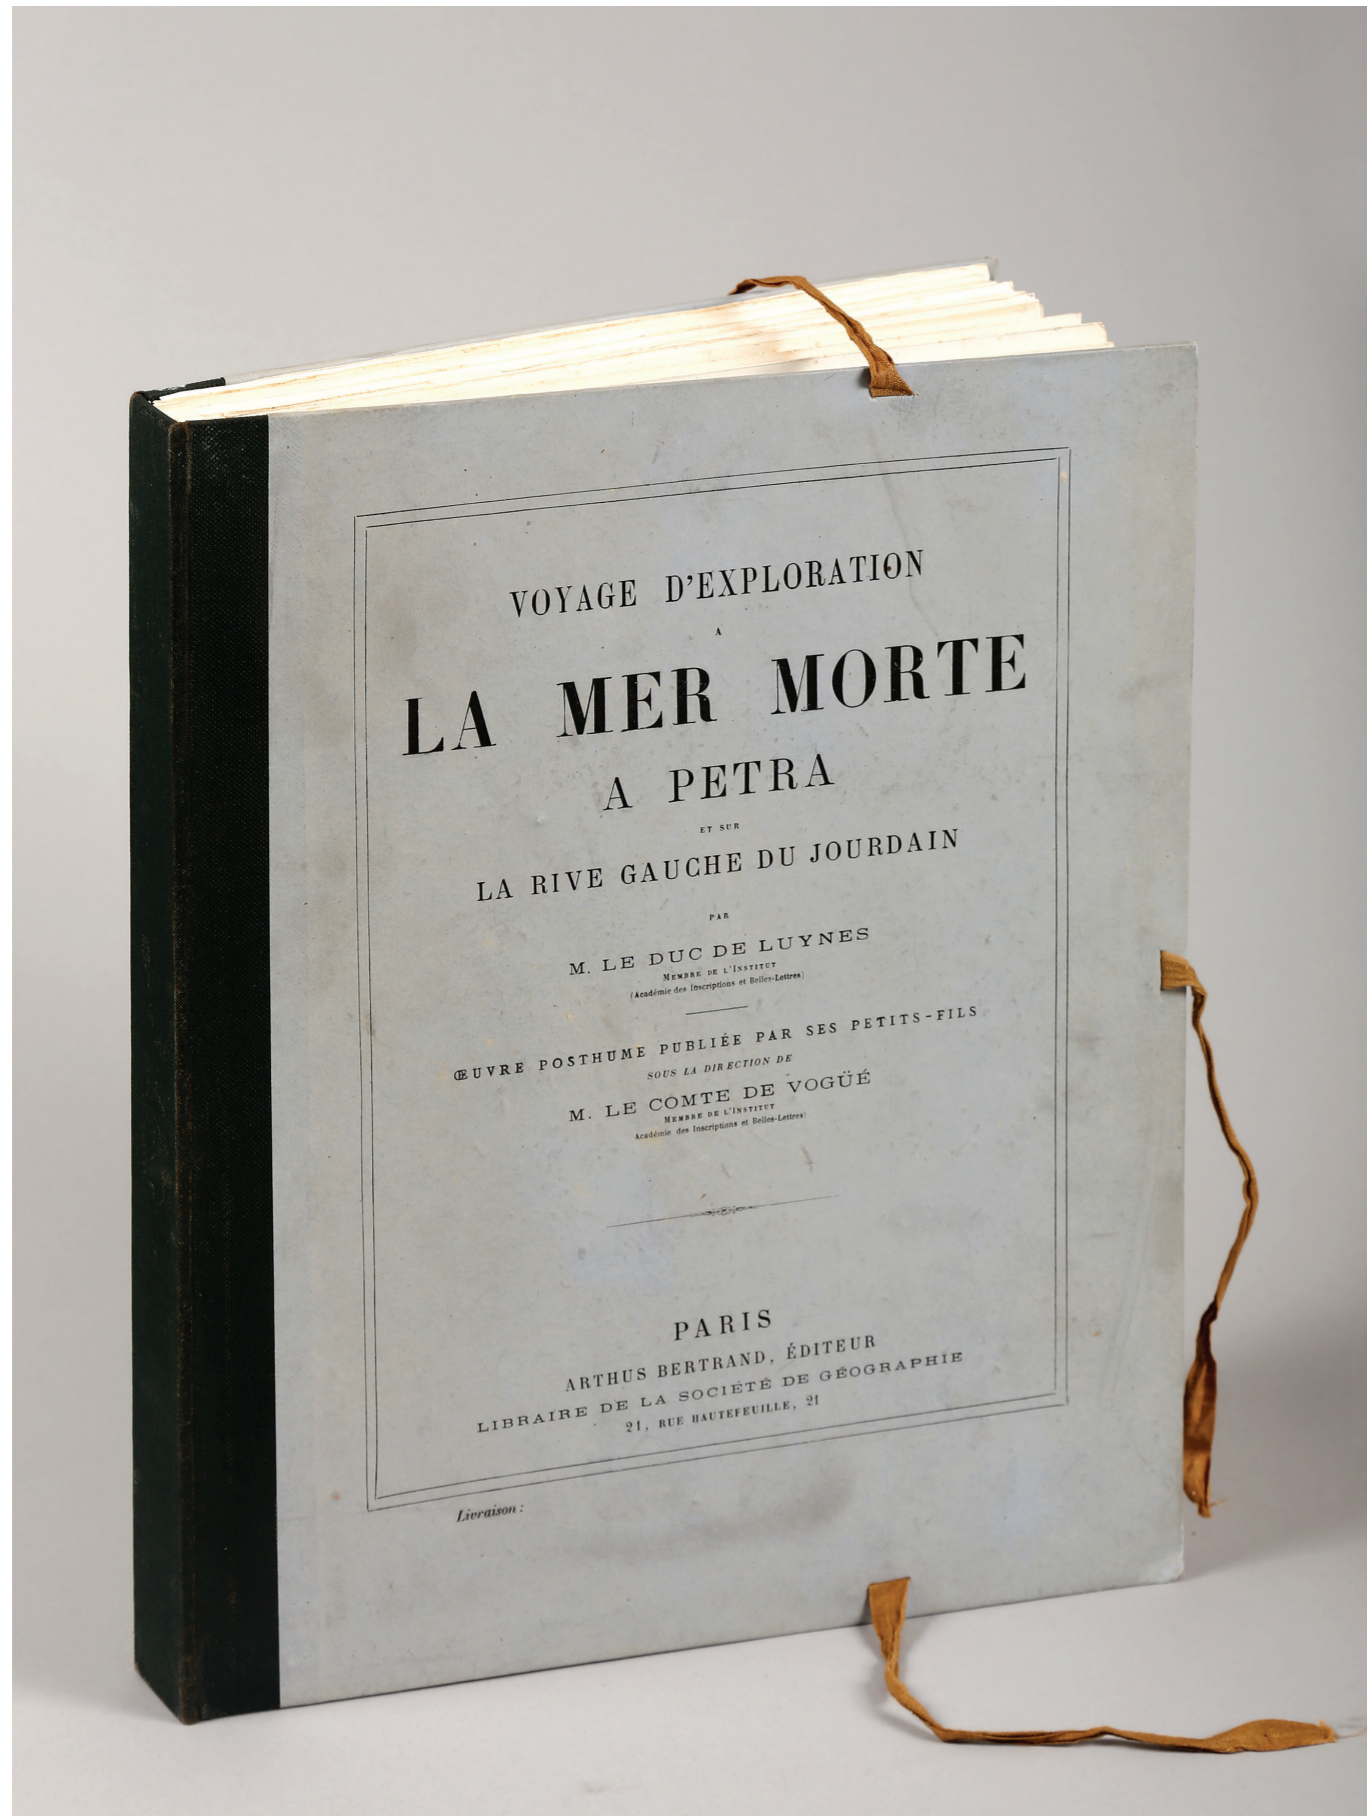 VOYAGE D'EXPLORATION
A
LA MER MORTE
A PETRA
ET SUR
LA RIVE GAUCHE DU JOURDAIN
PAR
M. LE DUC DE LUYNES
MEMBRE DE L'INSTITUT
(Académie des Inscriptions et Belles-Lettres)
ŒUVRE POSTHUME PUBLIÉE PAR SES PETITS-FILS
SOUS LA DIRECTION DE
M. LE COMTE DE VOGÜÉ
MEMBRE DE L'INSTITUT
Académie des Inscriptions et Belles-Lettres)
PARIS
ARTHUS BERTRAND, ÉDITEUR
LIBRAIRE DE LA SOCIÉTÉ DE GÉOGRAPHIE
21, RUE HAUTEFEUILLE, 21
Livraison :